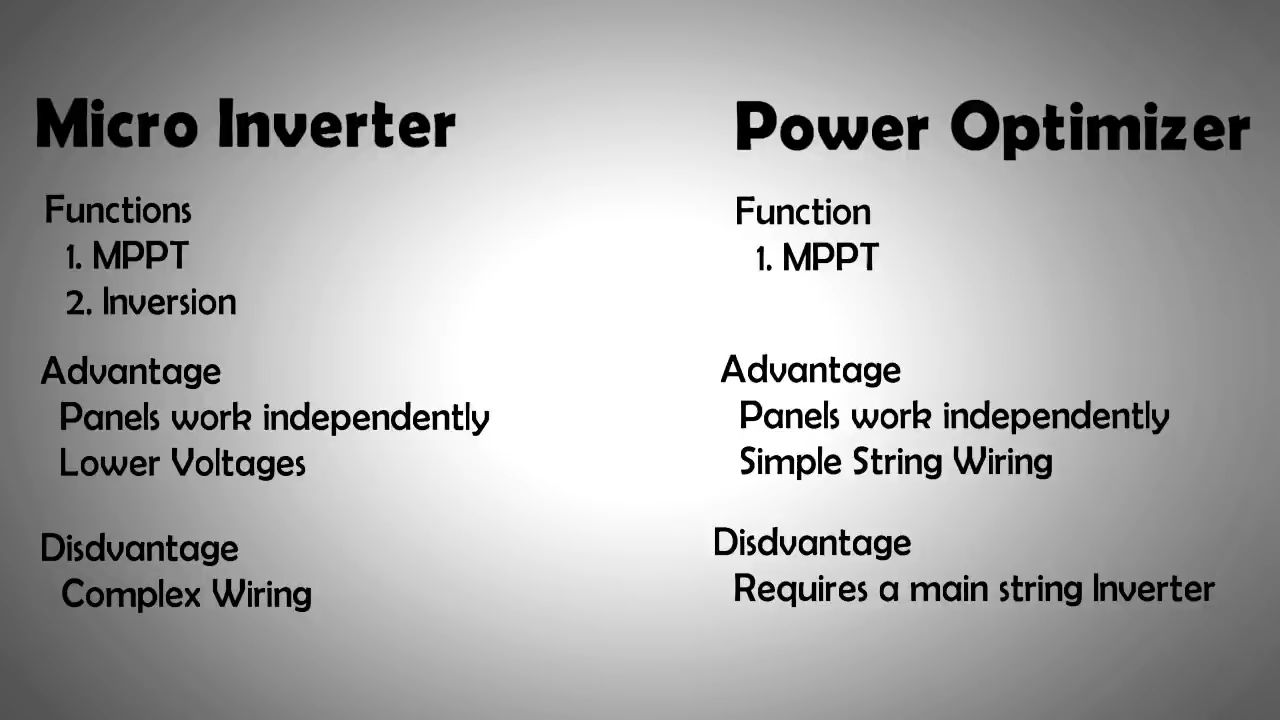 Micro Inverter
Functions
1. MPPT
2. Inversion
Advantage
Panels work independently
Lower Voltages
Disdvantage
Complex Wiring
Power Optimizer
Function
1. MPPT
Advantage
Panels work independently
Simple String Wiring
Disdvantage
Requires a main string Inverter